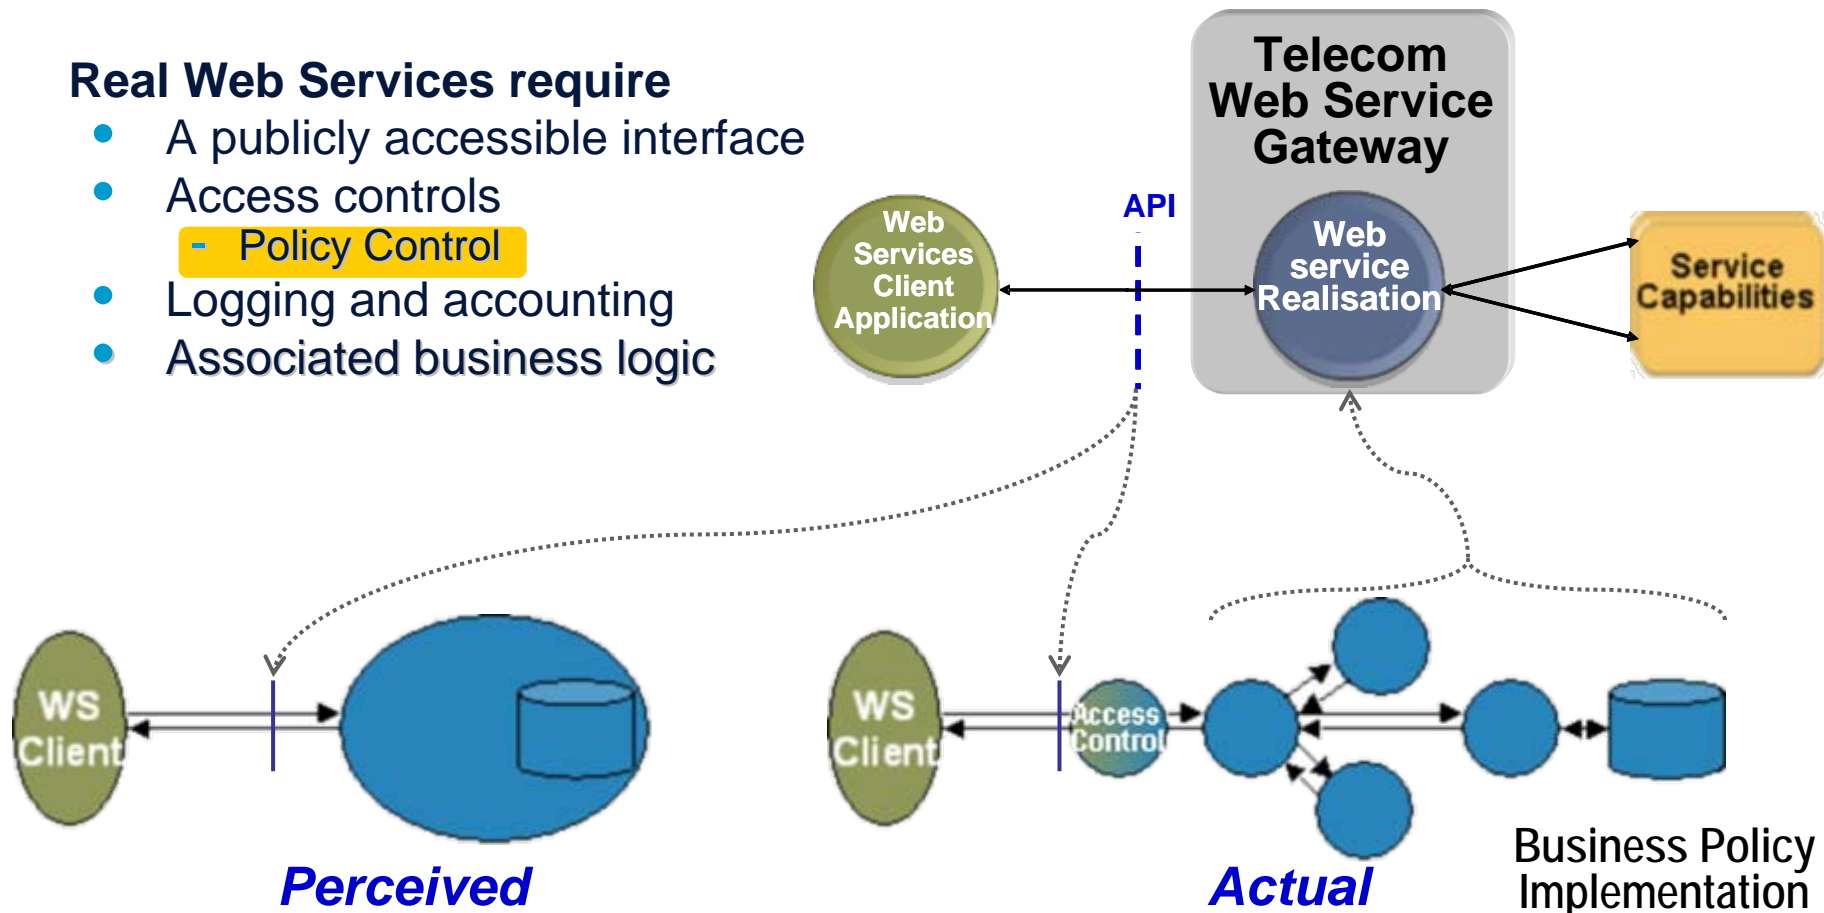 Real Web Services require
• A publicly accessible interface
• Access controls
- Policy Control
• Logging and accounting
• Associated business logic
Telecom
Web Service
Gateway
API
Web
Services
Client
Application
Web
service
Realisation
Service
Capabilities
WS
Client
Perceived
WS
Client
Access
Control
Actual
Business Policy
Implementation